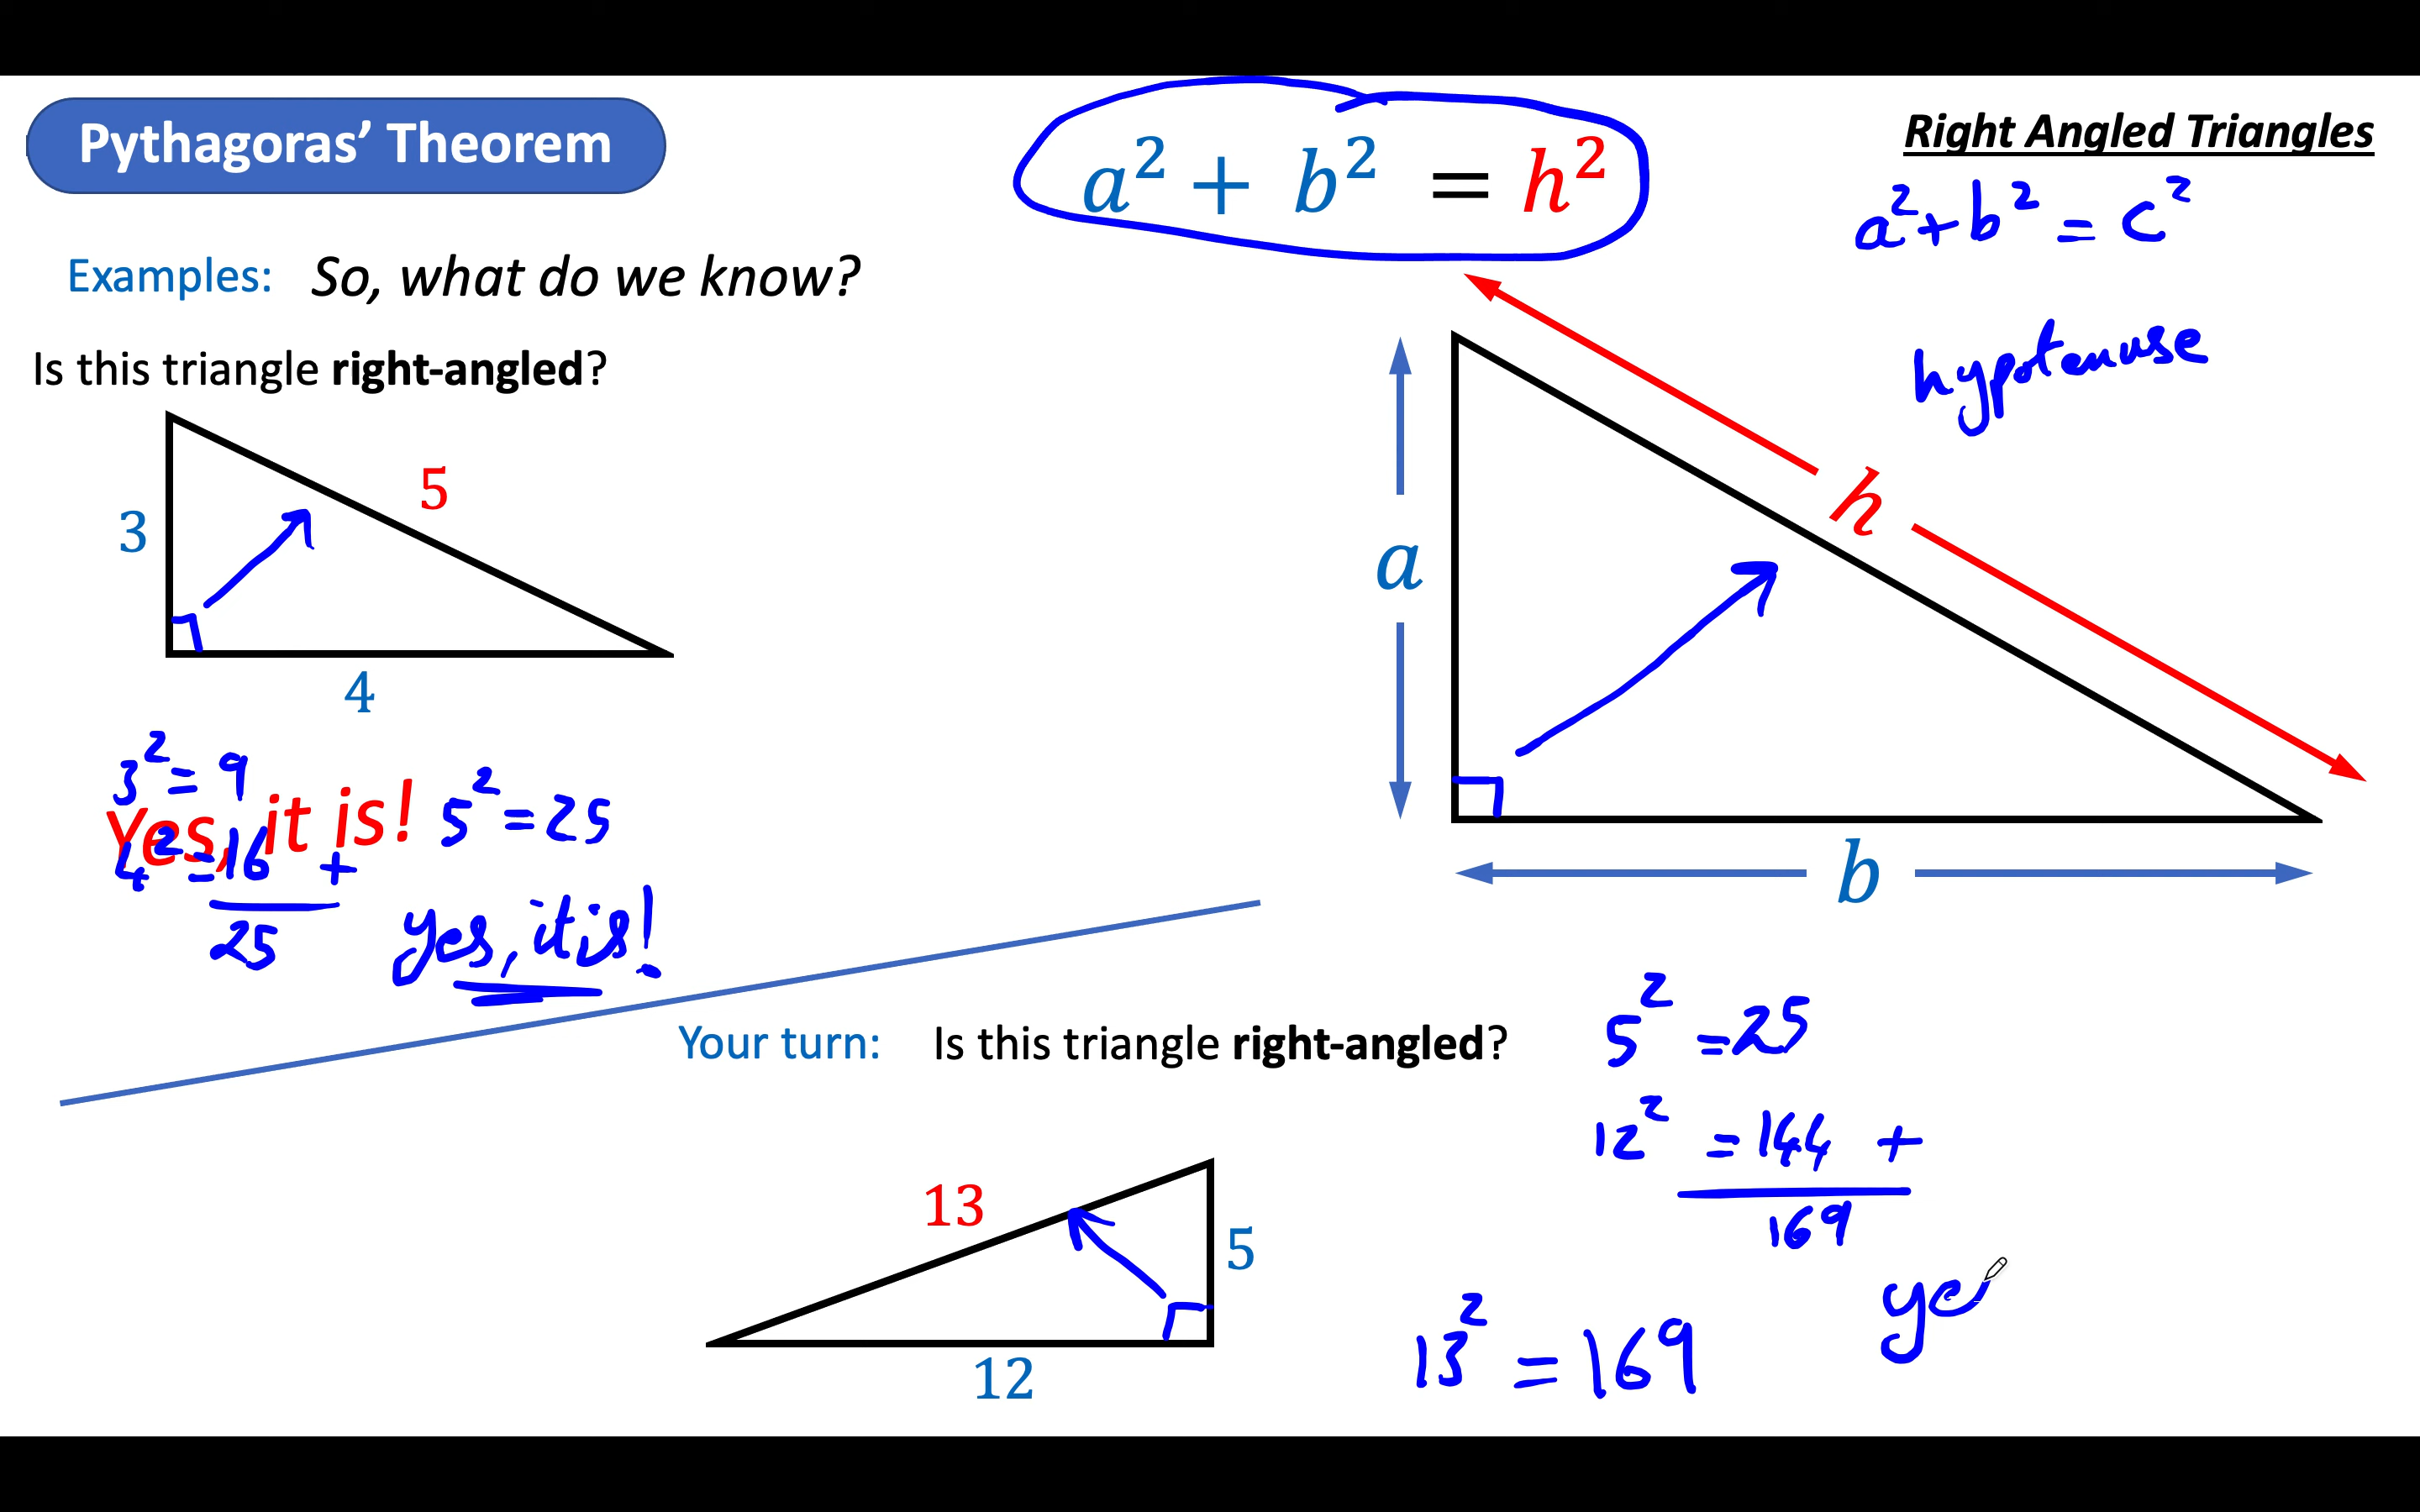 Pythagoras’ Theorem
a² + b² = h²
Right Angled Triangles
a² + b² = c²
Examples: So, what do we know?
hypotenuse
Is this triangle right-angled?
3
5
4
a
h
b
3² = 9
Yes, it is!
5² = 25
4² = 16 +
25
yes, it is!
Your turn: Is this triangle right-angled?
5² = 25
12² = 144 +
169
13
5
12
13² = 169
ye